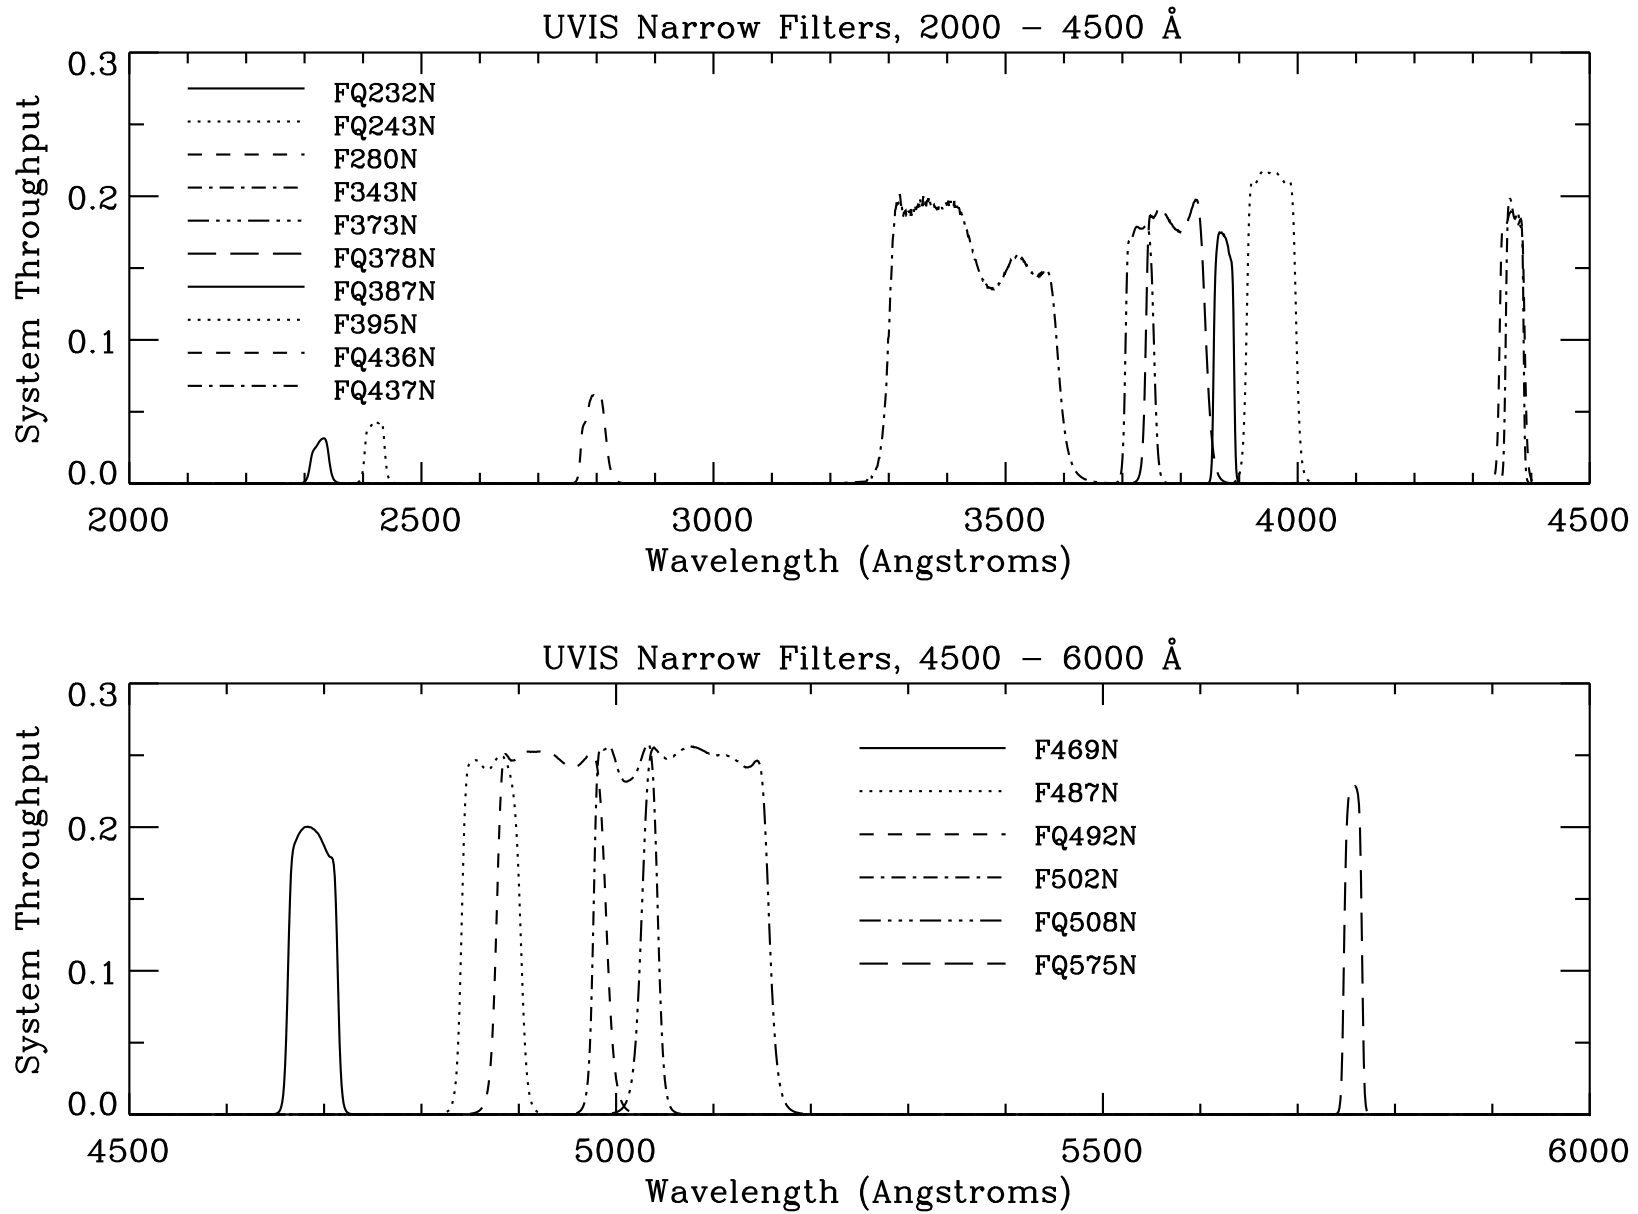 UVIS Narrow Filters, 2000 – 4500 Å
0.3
0.2
0.1
0.0
System Throughput
FQ232N
FQ243N
F280N
F343N
F373N
FQ378N
FQ387N
F395N
FQ436N
FQ437N
2000 2500 3000 3500 4000 4500
Wavelength (Angstroms)
UVIS Narrow Filters, 4500 – 6000 Å
0.3
0.2
0.1
0.0
System Throughput
F469N
F487N
FQ492N
F502N
FQ508N
FQ575N
4500 5000 5500 6000
Wavelength (Angstroms)